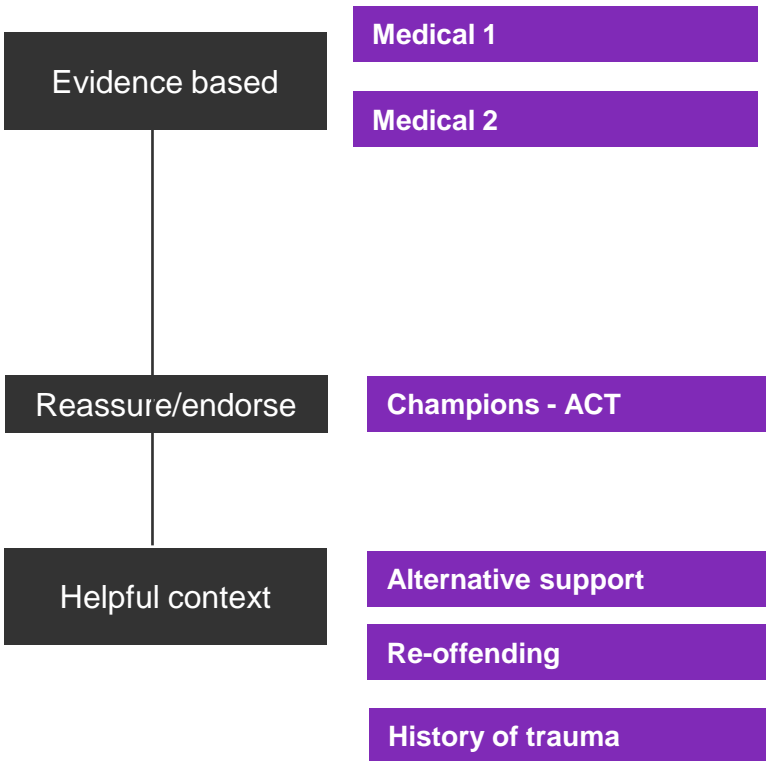 Evidence based
Medical 1
Medical 2
Reassure/endorse
Champions - ACT
Helpful context
Alternative support
Re-offending
History of trauma